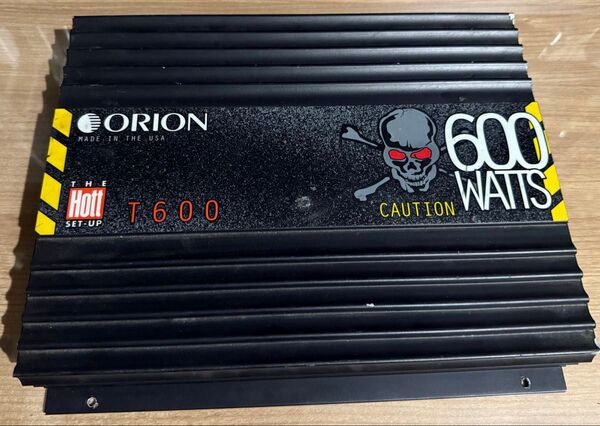 ORION
MADE IN THE USA
THE
Hott
SET-UP
T600
CAUTION
600
WATTS